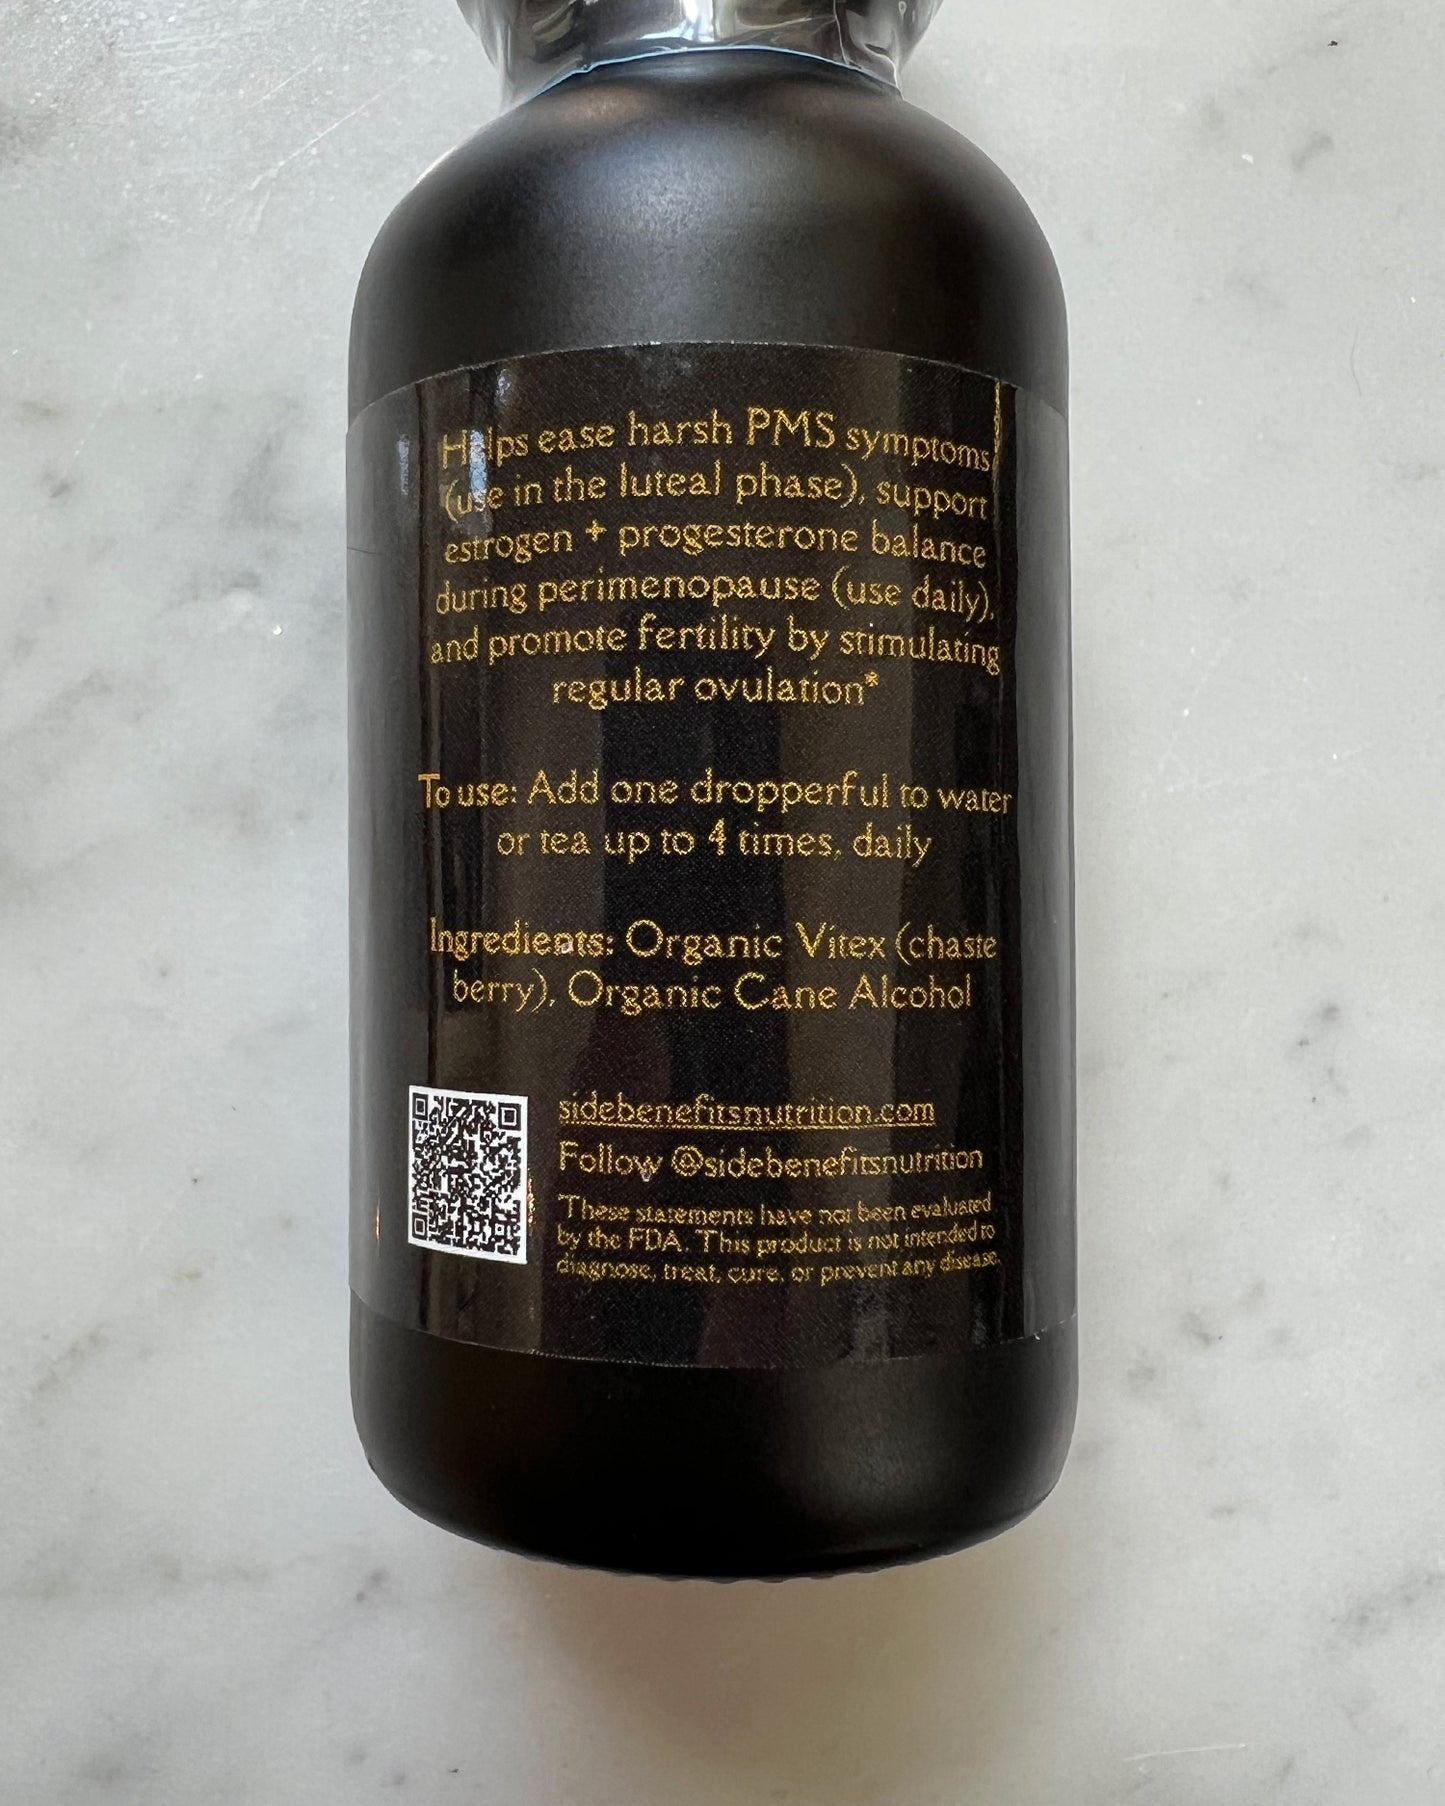 Helps ease harsh PMS symptoms
(use in the luteal phase), support
estrogen + progesterone balance
during perimenopause (use daily),
and promote fertility by stimulating
regular ovulation*
To use: Add one dropperful to water
or tea up to 4 times, daily
Ingredients: Organic Vitex (chaste
berry), Organic Cane Alcohol
sidebenefitsnutrition.com
Follow @sidebenefitsnutrition
*These statements have not been evaluated
by the FDA. This product is not intended to
diagnose, treat, cure, or prevent any disease.